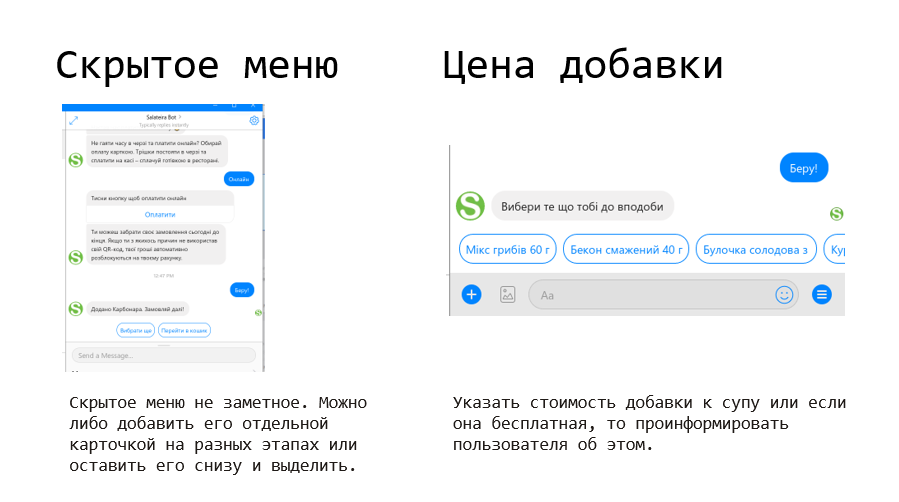 Скрытое меню
Salateira Bot >
Typically replies instantly
Не гаяти часу в черзі та платити онлайн? Обирай
оплату карткою. Трішки постояти в черзі та
сплатити на касі – сплачуй готівкою в ресторані.
Онлайн
Тисни кнопку щоб оплатити онлайн
Оплатити
Ти можеш забрати своє замовлення сьогодні до
кінця. Якщо ти з якихось причин не використав
свій QR-код, твої гроші автоматично
розблокуються на твоєму рахунку.
12:47 PM
Беру!
S
Додано Карбонара. Замовляй далі!
Вибрати ще
Перейти в кошик
Send a Message...
Скрытое меню не заметное. Можно
либо добавить его отдельной
карточкой на разных этапах или
оставить его снизу и выделить.
Цена добавки
Беру!
S
Вибери те що тобі до вподоби
Мікс грибів 60 г
Бекон смажений 40 г
Булочка солодова з
Кур
Aa
Указать стоимость добавки к супу или если
она бесплатная, то проинформировать
пользователя об этом.